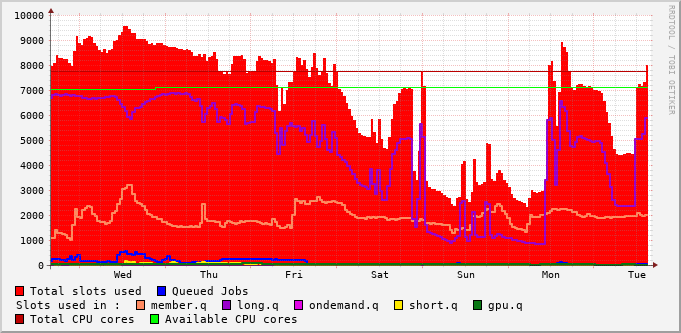 RRDTOOL / TOBI OETIKER
10000
9000
8000
7000
6000
5000
4000
3000
2000
1000
0
Wed Thu Fri Sat Sun Mon Tue
Total slots used Queued Jobs
Slots used in : member.q long.q ondemand.q short.q gpu.q
Total CPU cores Available CPU cores